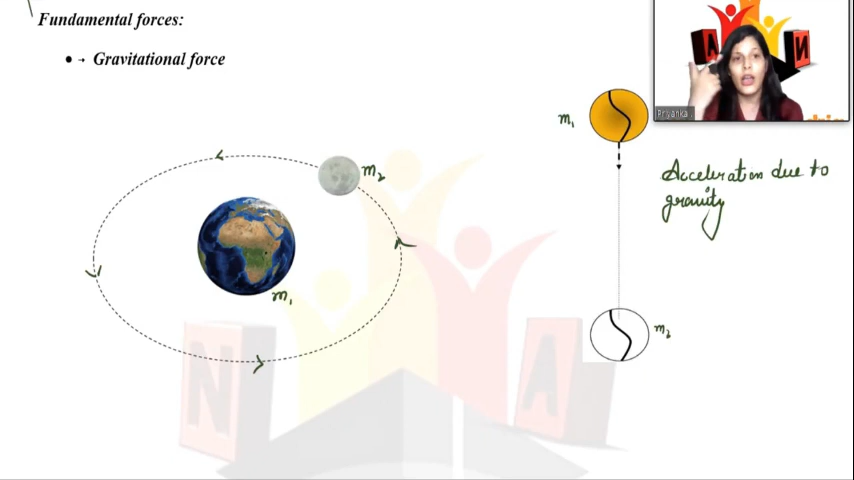 Fundamental forces:
• → Gravitational force
m₁
m₂
Acceleration due to
gravity
m₁
m₂
Priyanka
N
A
A
N